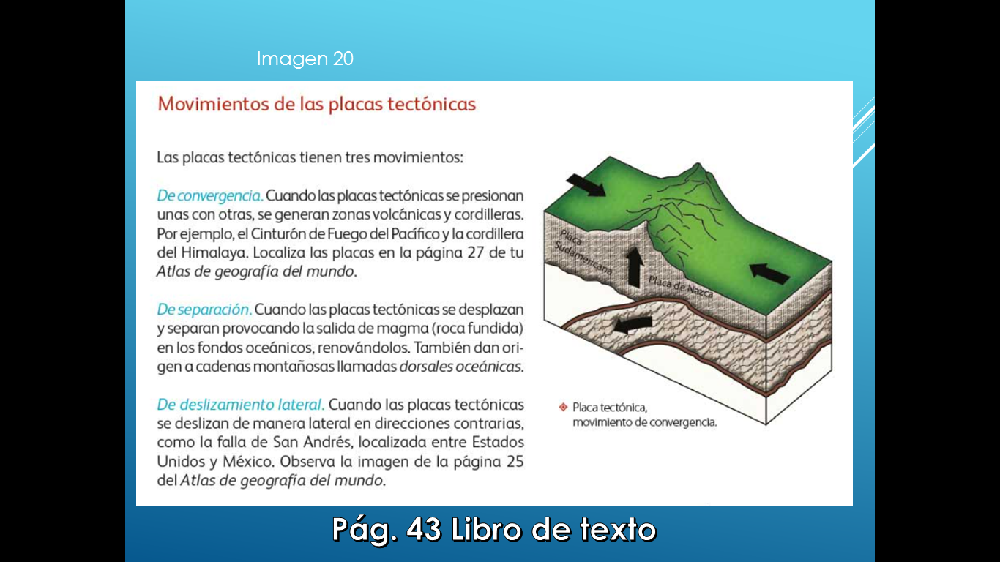 Imagen 20
Movimientos de las placas tectónicas
Las placas tectónicas tienen tres movimientos:
De convergencia. Cuando las placas tectónicas se presionan
unas con otras, se generan zonas volcánicas y cordilleras.
Por ejemplo, el Cinturón de Fuego del Pacífico y la cordillera
del Himalaya. Localiza las placas en la página 27 de tu
Atlas de geografía del mundo.
De separación. Cuando las placas tectónicas se desplazan
y separan provocando la salida de magma (roca fundida)
en los fondos oceánicos, renovándolos. También dan ori-
gen a cadenas montañosas llamadas dorsales oceánicas.
De deslizamiento lateral. Cuando las placas tectónicas
se deslizan de manera lateral en direcciones contrarias,
como la falla de San Andrés, localizada entre Estados
Unidos y México. Observa la imagen de la página 25
del Atlas de geografía del mundo.
Placa
Sudamericana
Placa de Nazca
Placa tectónica,
movimiento de convergencia.
Pág. 43 Libro de texto